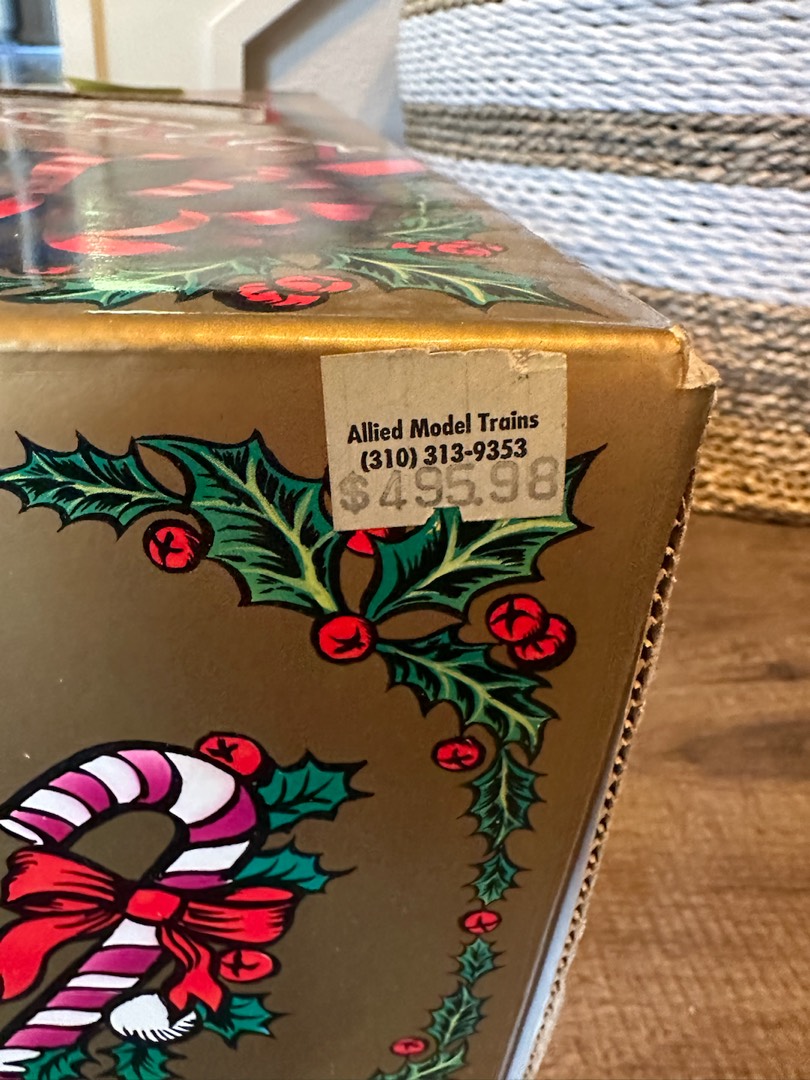 Allied Model Trains
(310) 313-9353
$495.98